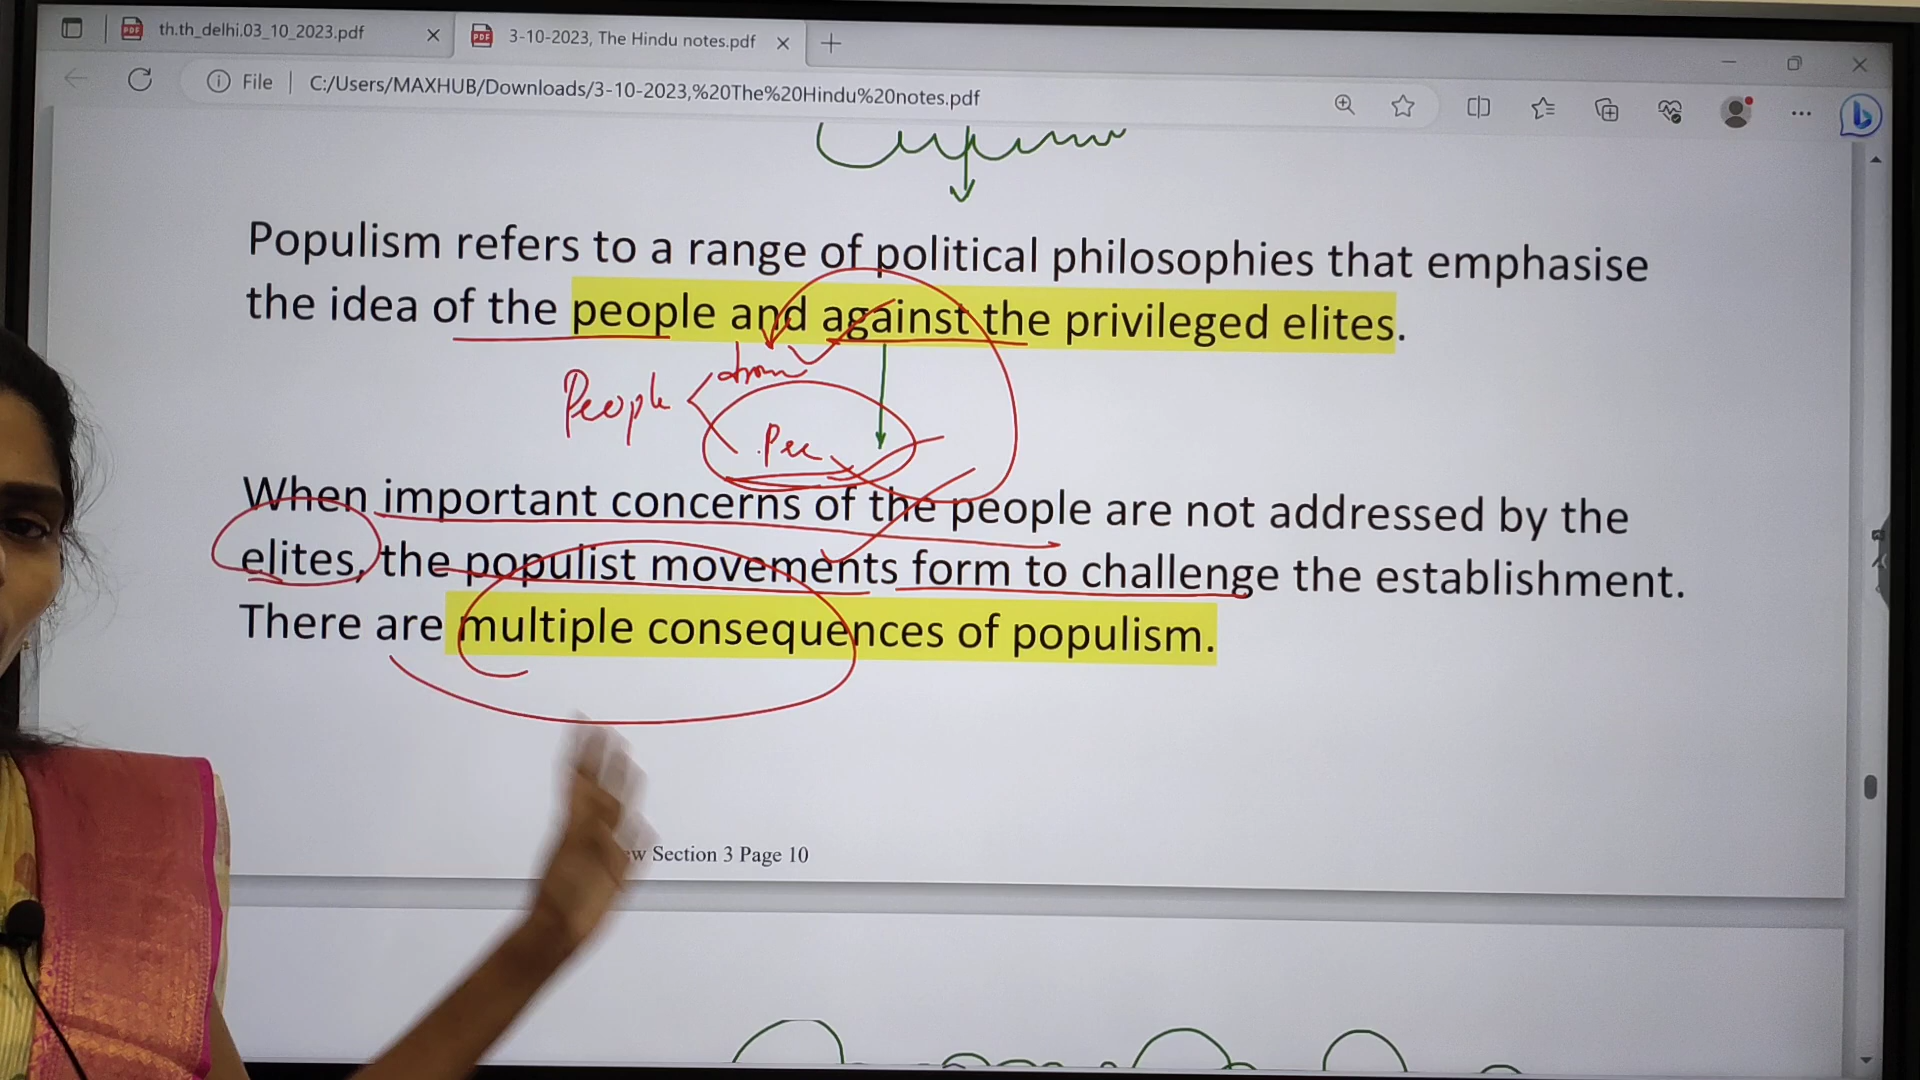 th.th_delhi.03_10_2023.pdf
3-10-2023, The Hindu notes.pdf
File
C:/Users/MAXHUB/Downloads/3-10-2023,%20The%20Hindu%20notes.pdf
Populism refers to a range of political philosophies that emphasise
the idea of the people and against the privileged elites.
People
When important concerns of the people are not addressed by the
elites, the populist movements form to challenge the establishment.
There are multiple consequences of populism.
Section 3 Page 10